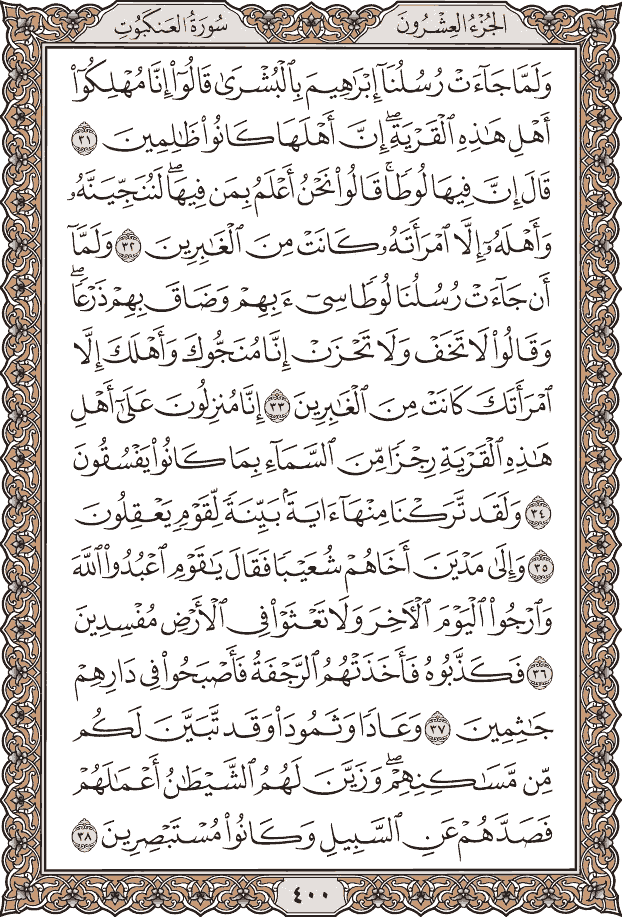 الجُزْءُ العِشْرُونَ
سُورَةُ العَنكَبُوتِ
وَلَمَّا جَآءَتْ رُسُلُنَآ إِبْرَٰهِيمَ بِٱلْبُشْرَىٰ قَالُوٓا۟ إِنَّا مُهْلِكُوٓا۟
أَهْلِ هَٰذِهِ ٱلْقَرْيَةِ ۖ إِنَّ أَهْلَهَا كَانُوا۟ ظَٰلِمِينَ ٣١
قَالَ إِنَّ فِيهَا لُوطًا ۚ قَالُوا۟ نَحْنُ أَعْلَمُ بِمَن فِيهَا ۖ لَنُنَجِّيَنَّهُۥ
وَأَهْلَهُۥٓ إِلَّا ٱمْرَأَتَهُۥ كَانَتْ مِنَ ٱلْغَٰبِرِينَ ٣٢ وَلَمَّآ
أَن جَآءَتْ رُسُلُنَا لُوطًا سِىٓءَ بِهِمْ وَضَاقَ بِهِمْ ذَرْعًا ۖ
وَقَالُوا۟ لَا تَخَفْ وَلَا تَحْزَنْ إِنَّا مُنَجُّوكَ وَأَهْلَكَ إِلَّا
ٱمْرَأَتَكَ كَانَتْ مِنَ ٱلْغَٰبِرِينَ ٣٣ إِنَّا مُنزِلُونَ عَلَىٰٓ أَهْلِ
هَٰذِهِ ٱلْقَرْيَةِ رِجْزًا مِّنَ ٱلسَّمَآءِ بِمَا كَانُوا۟ يَفْسُقُونَ
٣٤ وَلَقَد تَّرَكْنَا مِنْهَآ ءَايَةًۢ بَيِّنَةً لِّقَوْمٍ يَعْقِلُونَ
٣٥ وَإِلَىٰ مَدْيَنَ أَخَاهُمْ شُعَيْبًا فَقَالَ يَٰقَوْمِ ٱعْبُدُوا۟ ٱللَّهَ
وَٱرْجُوا۟ ٱلْيَوْمَ ٱلْءَاخِرَ وَلَا تَعْثَوْا۟ فِى ٱلْأَرْضِ مُفْسِدِينَ
٣٦ فَكَذَّبُوهُ فَأَخَذَتْهُمُ ٱلرَّجْفَةُ فَأَصْبَحُوا۟ فِى دَارِهِمْ
جَٰثِمِينَ ٣٧ وَعَادًا وَثَمُودَا۟ وَقَد تَّبَيَّنَ لَكُم
مِّن مَّسَٰكِنِهِمْ ۖ وَزَيَّنَ لَهُمُ ٱلشَّيْطَٰنُ أَعْمَٰلَهُمْ
فَصَدَّهُمْ عَنِ ٱلسَّبِيلِ وَكَانُوا۟ مُسْتَبْصِرِينَ ٣٨
٤٠٠